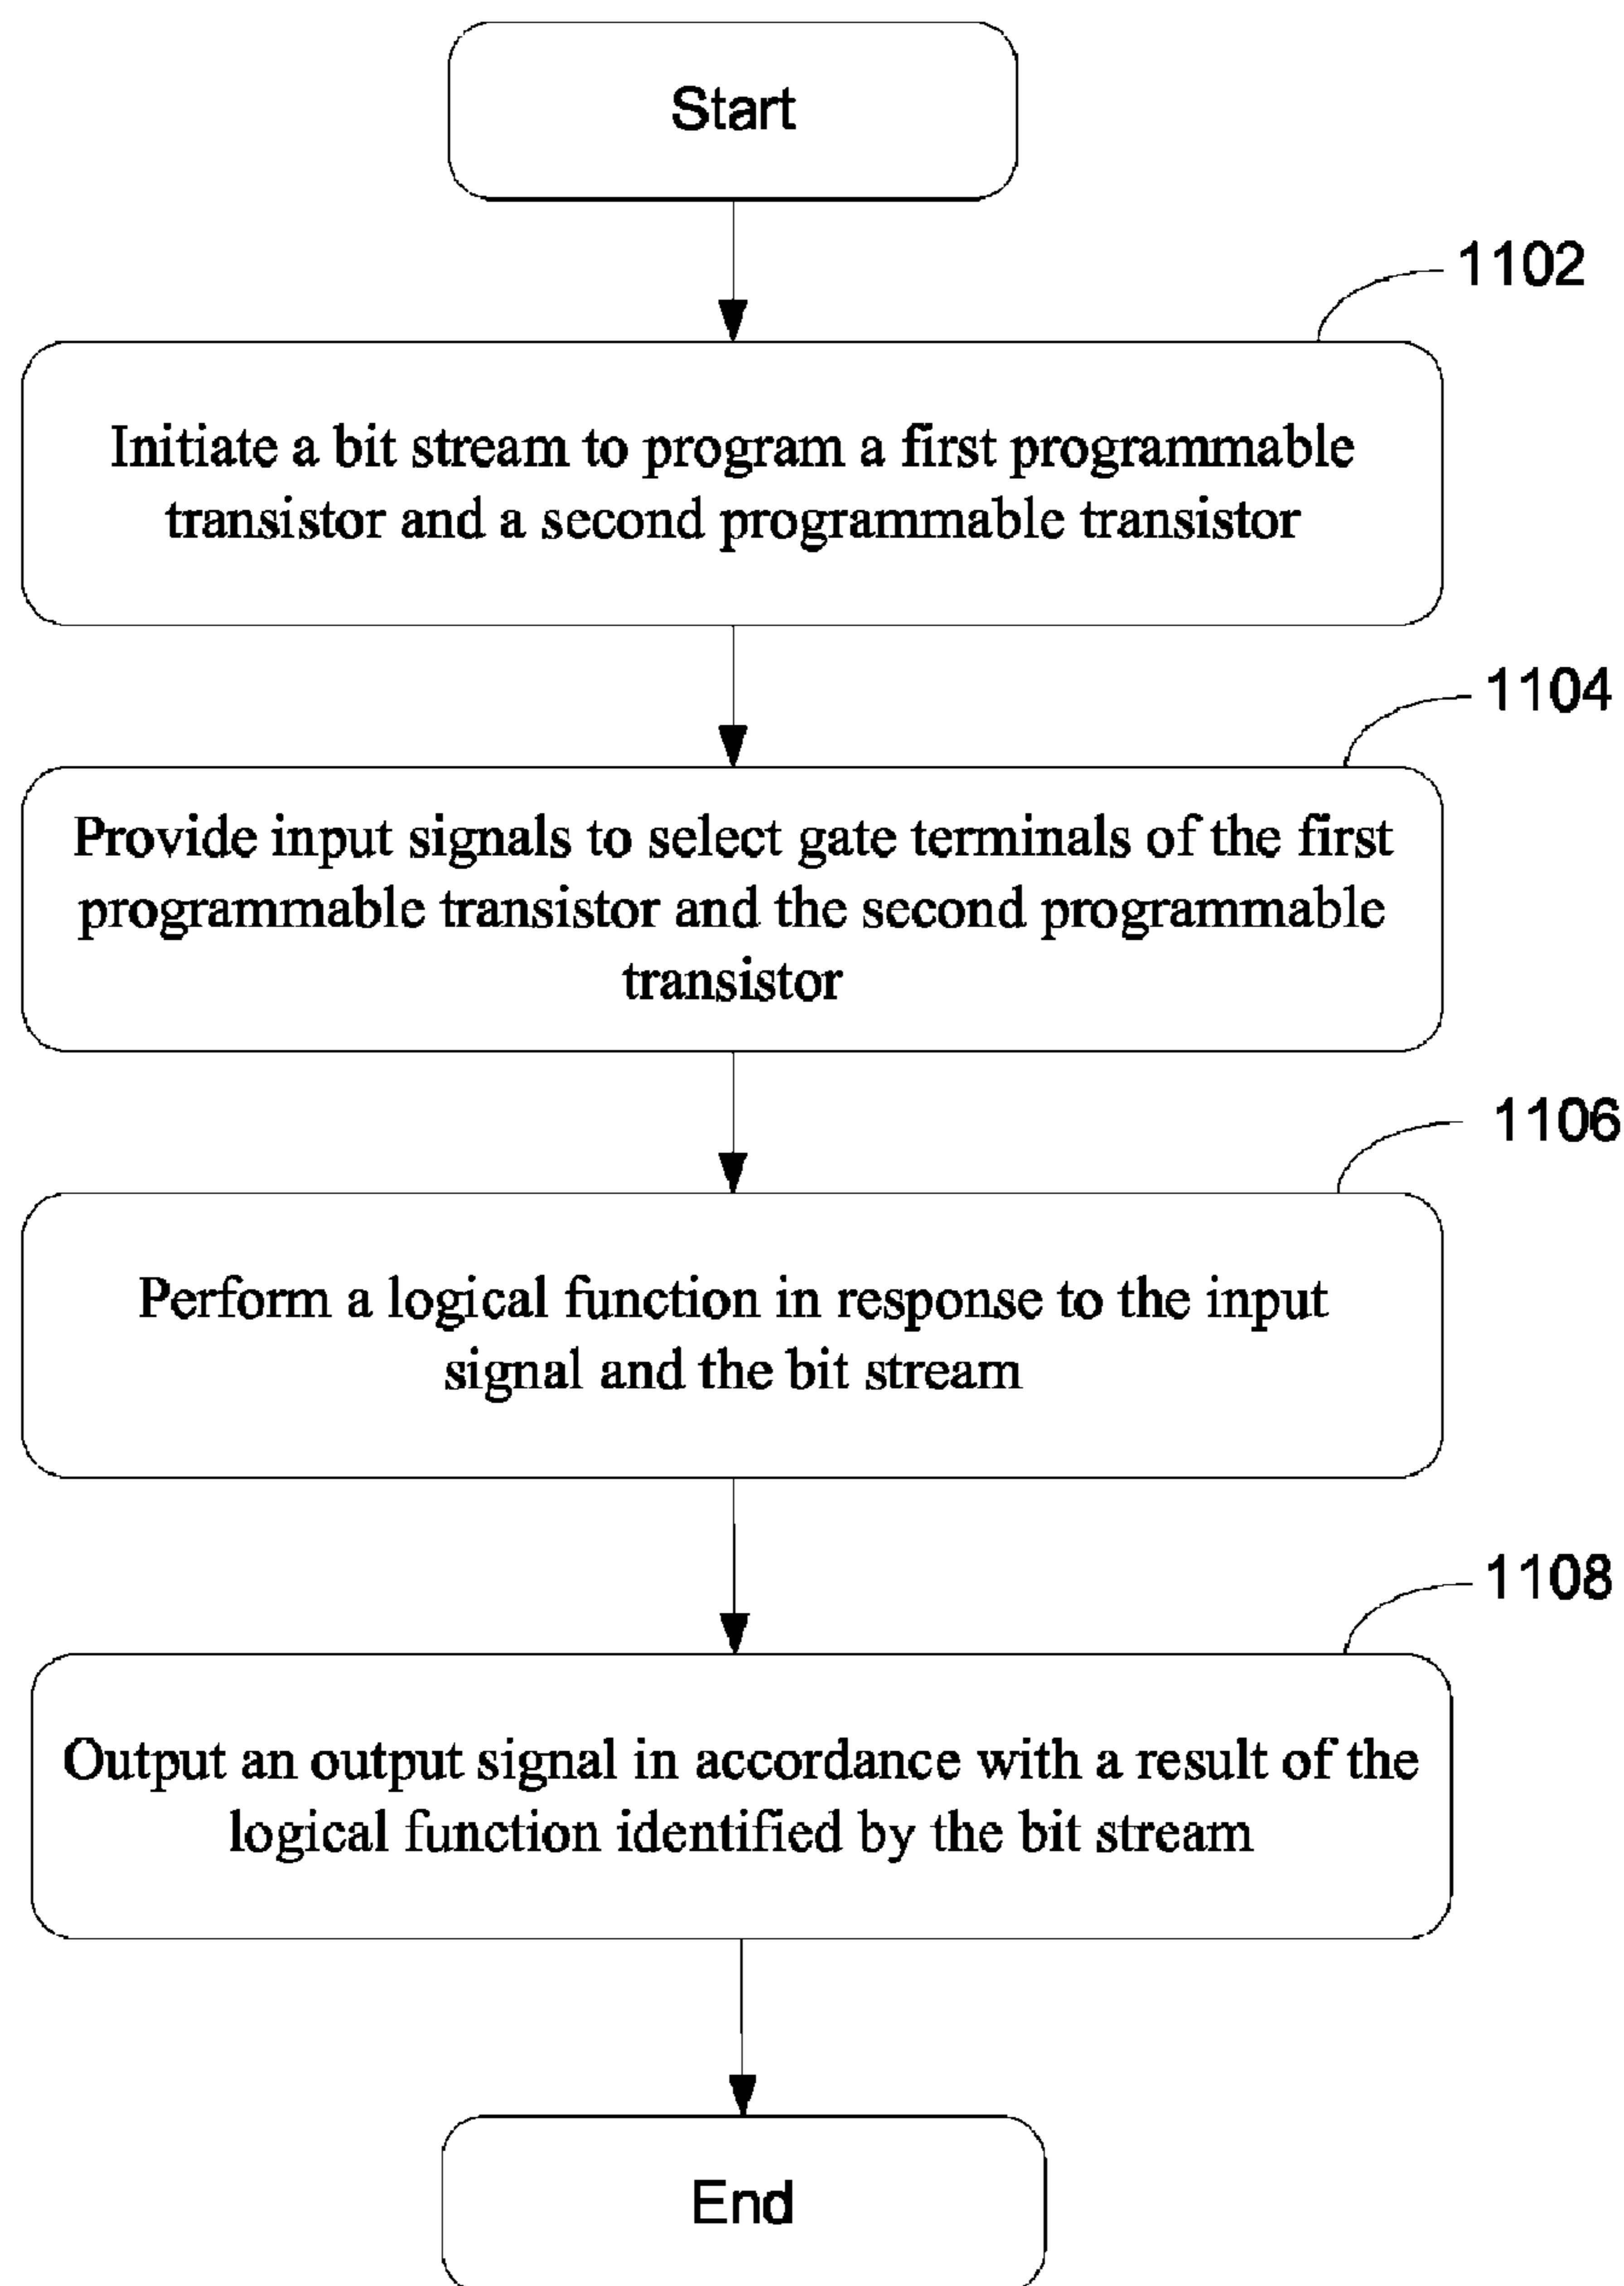 Start
1102
Initiate a bit stream to program a first programmable
transistor and a second programmable transistor
1104
Provide input signals to select gate terminals of the first
programmable transistor and the second programmable
transistor
1106
Perform a logical function in response to the input
signal and the bit stream
1108
Output an output signal in accordance with a result of the
logical function identified by the bit stream
End